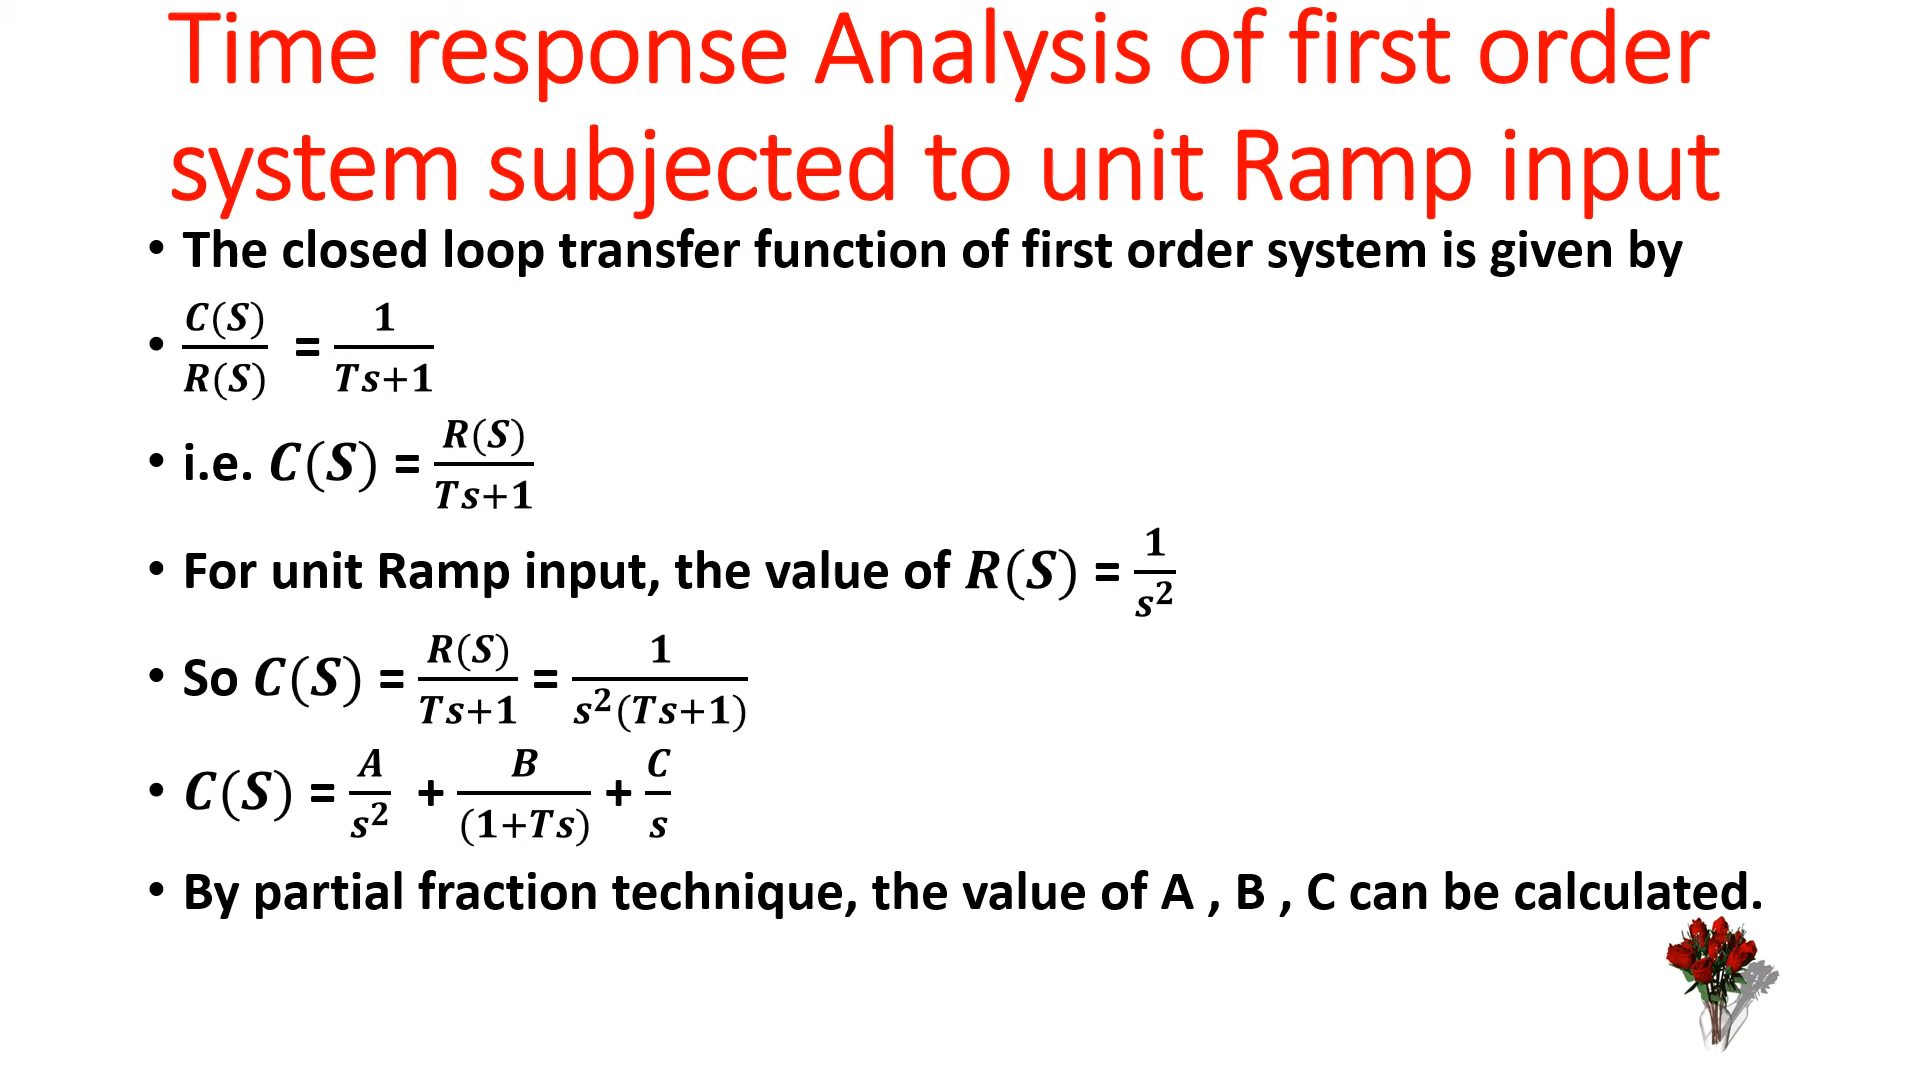 Time response Analysis of first order
system subjected to unit Ramp input
• The closed loop transfer function of first order system is given by
• C(S)/R(S) = 1/Ts+1
• i.e. C(S) = R(S)/Ts+1
• For unit Ramp input, the value of R(S) = 1/s²
• So C(S) = R(S)/Ts+1 = 1/s²(Ts+1)
• C(S) = A/s² + B/(1+Ts) + C/s
• By partial fraction technique, the value of A , B , C can be calculated.